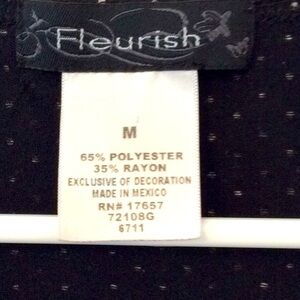 Fleurish
M
65% POLYESTER
35% RAYON
EXCLUSIVE OF DECORATION
MADE IN MEXICO
RN# 17657
72108G
6711